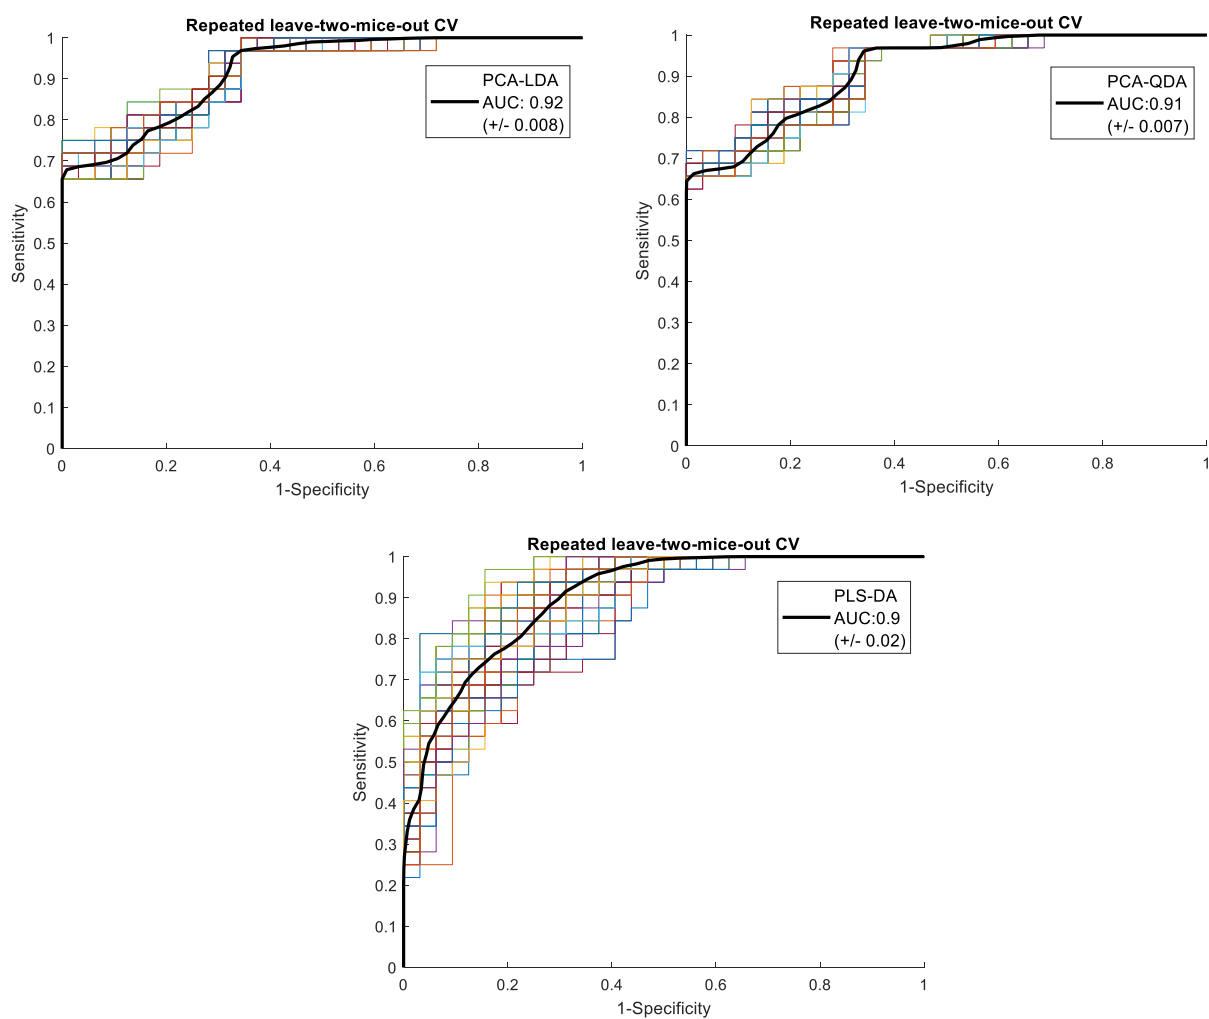 Repeated leave-two-mice-out CV
1
0.9
0.8
0.7
0.6
0.5
0.4
0.3
0.2
0.1
0
Sensitivity
PCA-LDA
AUC: 0.92
(+/- 0.008)
0 0.2 0.4 0.6 0.8 1
1-Specificity
Repeated leave-two-mice-out CV
1
0.9
0.8
0.7
0.6
0.5
0.4
0.3
0.2
0.1
0
Sensitivity
PCA-QDA
AUC:0.91
(+/- 0.007)
0 0.2 0.4 0.6 0.8 1
1-Specificity
Repeated leave-two-mice-out CV
1
0.9
0.8
0.7
0.6
0.5
0.4
0.3
0.2
0.1
0
Sensitivity
PLS-DA
AUC:0.9
(+/- 0.02)
0 0.2 0.4 0.6 0.8 1
1-Specificity